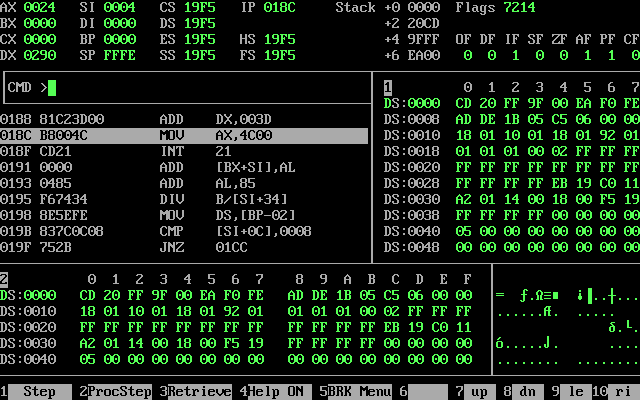 AX 0024 SI 0004 CS 19F5 IP 018C Stack +0 0000 Flags 7214
BX 0000 DI 0000 DS 19F5 +2 20CD
CX 0000 BP 0000 ES 19F5 HS 19F5 +4 9FFF OF DF IF SF ZF AF PF CF
DX 0290 SP FFFE SS 19F5 FS 19F5 +6 EA00 0 0 1 0 0 1 1 0
CMD >
1 0 1 2 3 4 5 6 7
DS:0000 CD 20 FF 9F 00 EA F0 FE
DS:0008 AD DE 1B 05 C5 06 00 00
DS:0010 18 01 10 01 18 01 92 01
DS:0018 01 01 01 00 02 FF FF FF
DS:0020 FF FF FF FF FF FF FF FF
DS:0028 FF FF FF FF EB 19 C0 11
DS:0030 A2 01 14 00 18 00 F5 19
DS:0038 FF FF FF FF 00 00 00 00
DS:0040 05 00 00 00 00 00 00 00
DS:0048 00 00 00 00 00 00 00 00
0188 81C23D00 ADD DX,003D
018C B8004C MOV AX,4C00
018F CD21 INT 21
0191 0000 ADD [BX+SI],AL
0193 0485 ADD AL,85
0195 F67434 DIV B/[SI+34]
0198 8E5EFE MOV DS,[BP-02]
019B 837C0C08 CMP [SI+0C],0008
019F 752B JNZ 01CC
2 0 1 2 3 4 5 6 7 8 9 A B C D E F
DS:0000 CD 20 FF 9F 00 EA F0 FE AD DE 1B 05 C5 06 00 00 = ƒ.Ω≡■ ¡▐..┼...
DS:0010 18 01 10 01 18 01 92 01 01 01 01 00 02 FF FF FF ......Æ. .....
DS:0020 FF FF FF FF FF FF FF FF FF FF FF FF EB 19 C0 11 δ.└.
DS:0030 A2 01 14 00 18 00 F5 19 FF FF FF FF 00 00 00 00 ó.....⌡. ....
DS:0040 05 00 00 00 00 00 00 00 00 00 00 00 00 00 00 00 ........ ........
1 Step 2 ProcStep 3 Retrieve 4 Help ON 5 BRK Menu 6 7 up 8 dn 9 le 10 ri